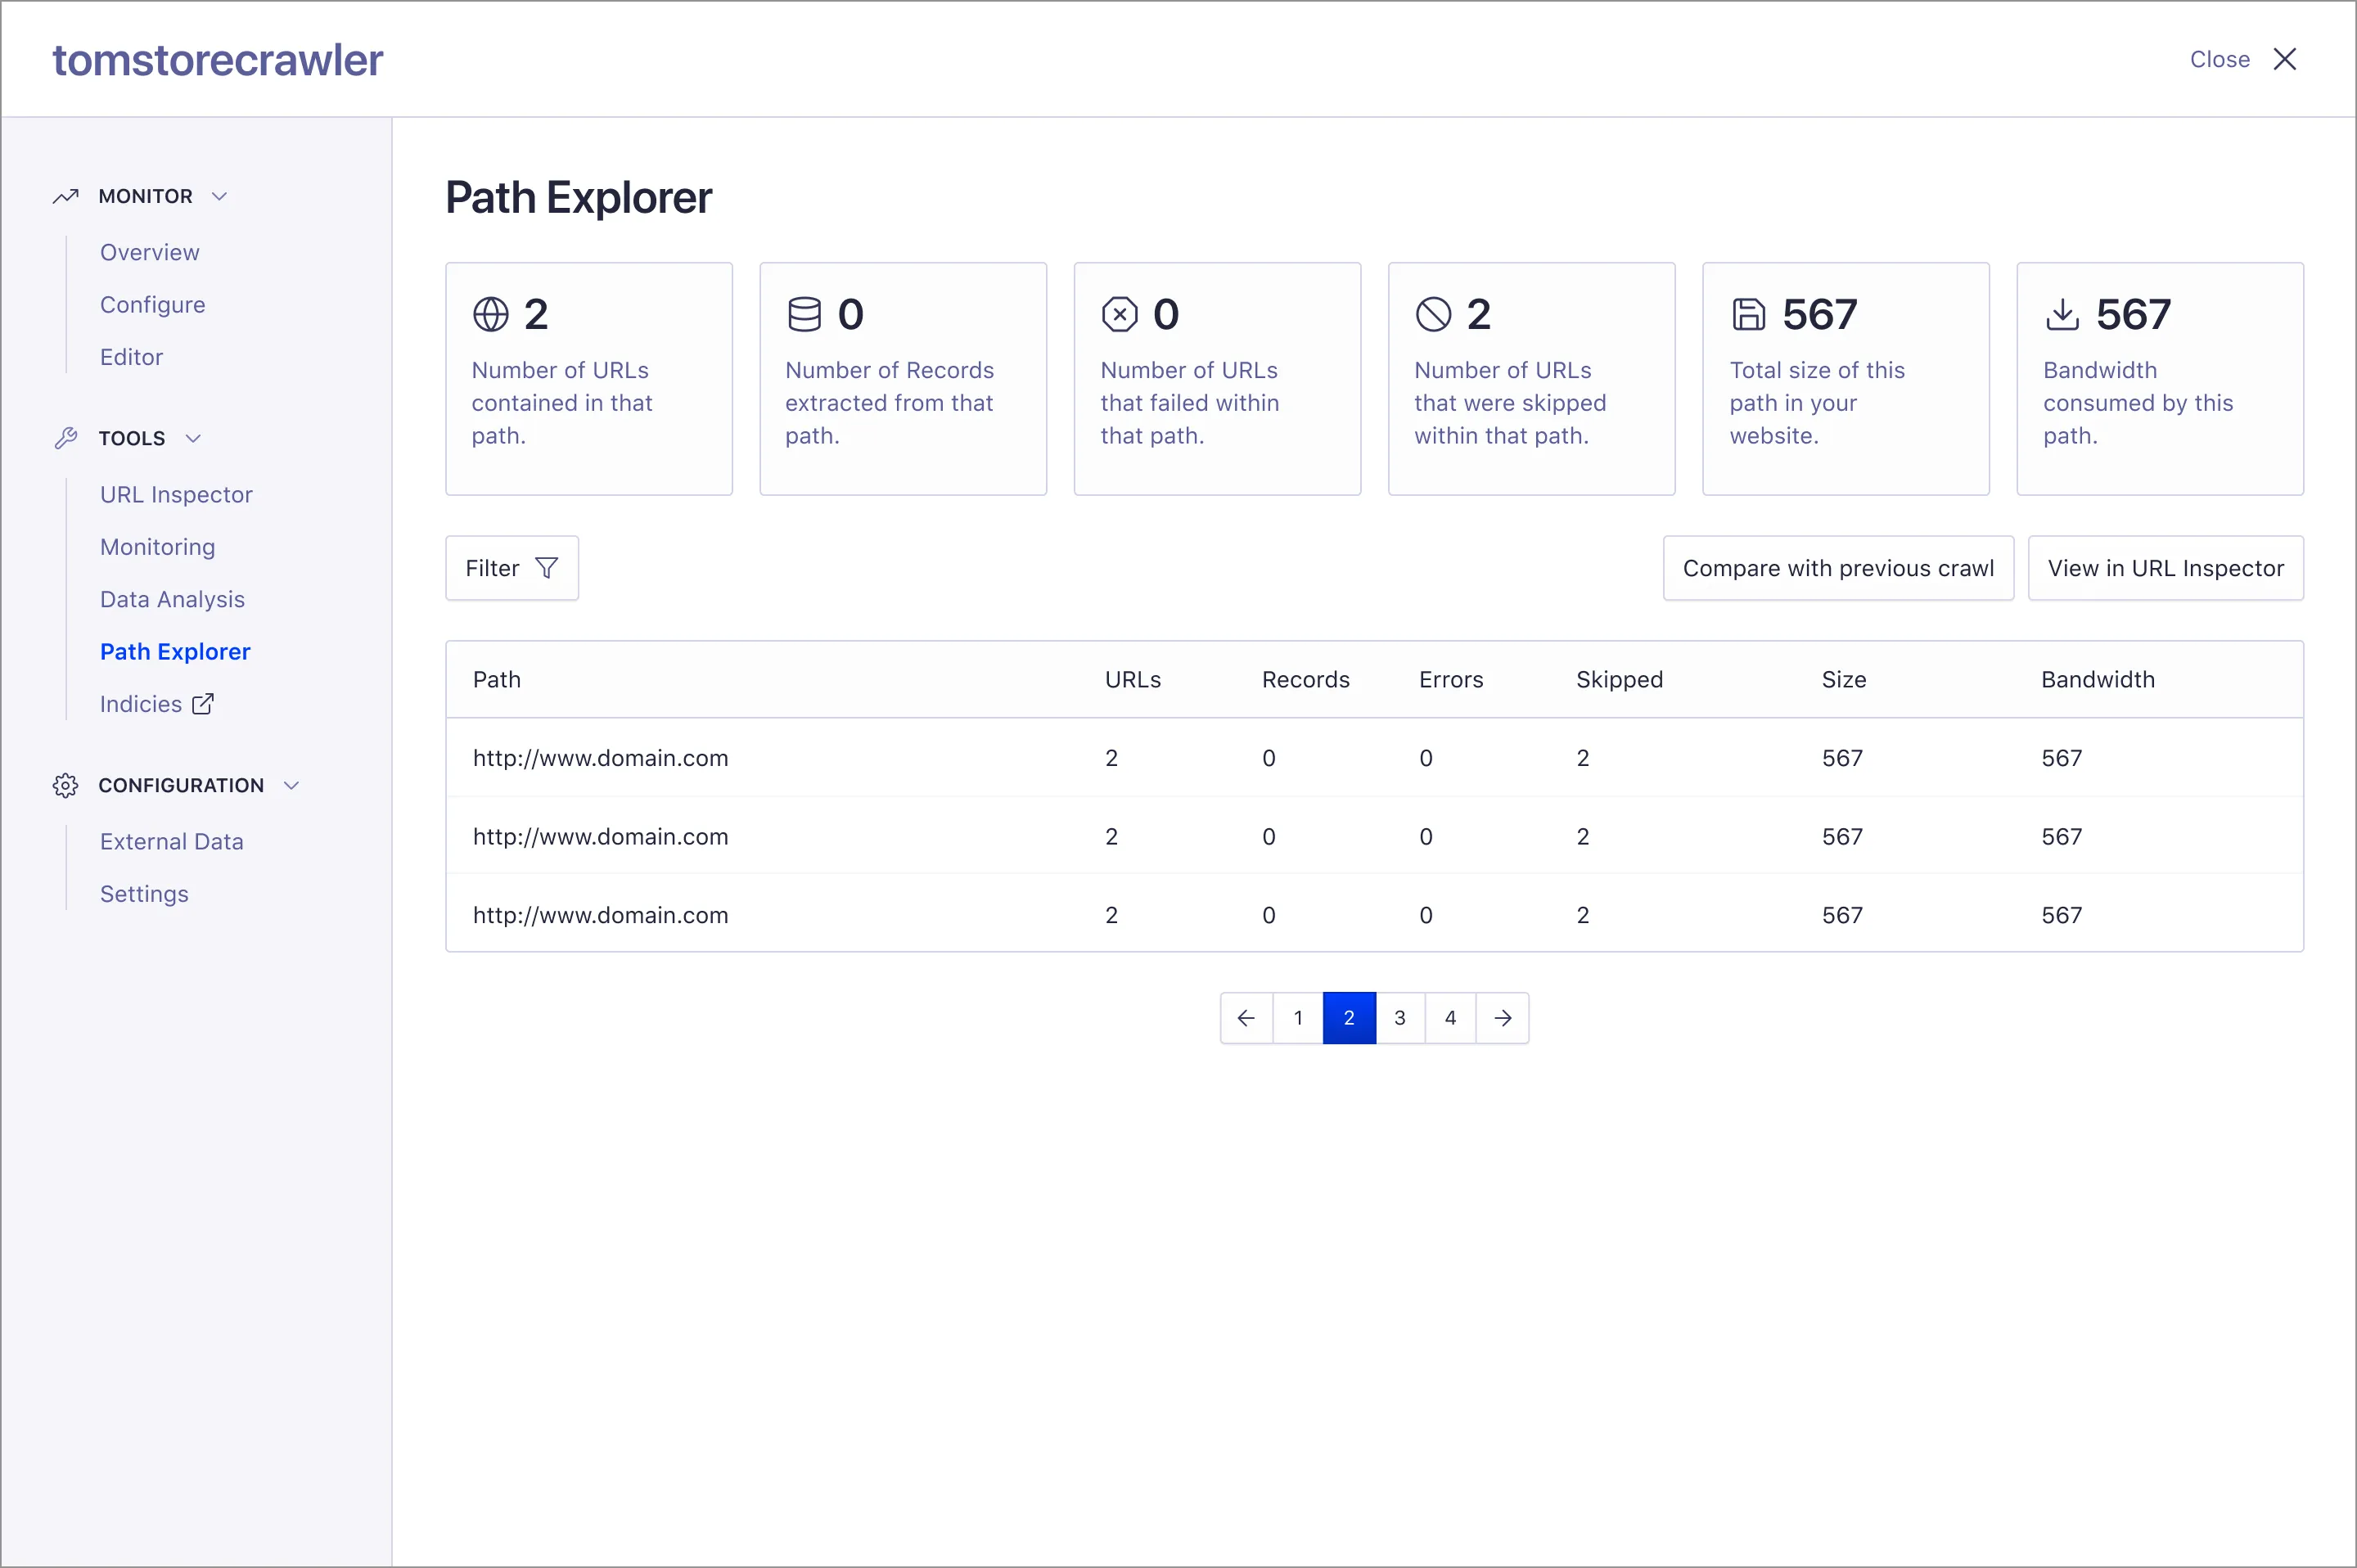 tomstorecrawler
Close
MONITOR
Overview
Configure
Editor
TOOLS
URL Inspector
Monitoring
Data Analysis
Path Explorer
Indicies
CONFIGURATION
External Data
Settings
Path Explorer
2
Number of URLs
contained in that
path.
0
Number of Records
extracted from that
path.
0
Number of URLs
that failed within
that path.
2
Number of URLs
that were skipped
within that path.
567
Total size of this
path in your
website.
567
Bandwidth
consumed by this
path.
Filter
Compare with previous crawl
View in URL Inspector
Path URLs Records Errors Skipped Size Bandwidth
http://www.domain.com 2 0 0 2 567 567
http://www.domain.com 2 0 0 2 567 567
http://www.domain.com 2 0 0 2 567 567
1 2 3 4